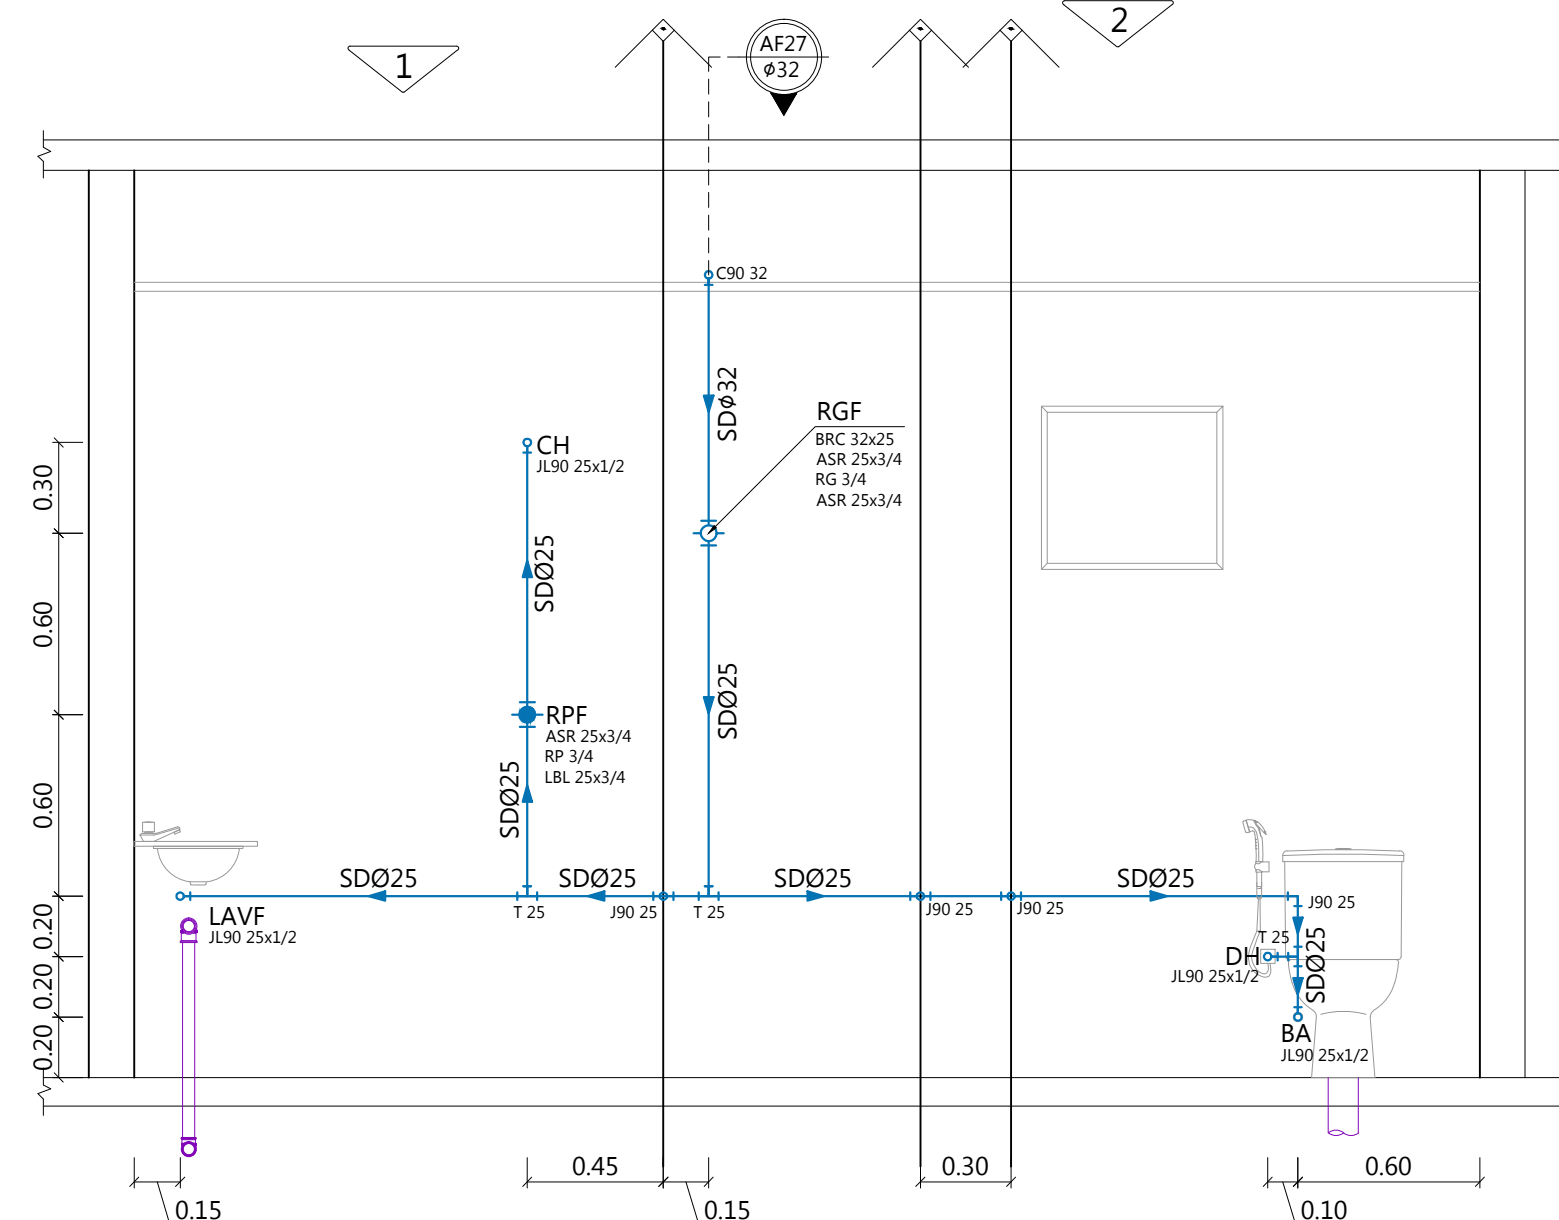 2
1
AF27
ϕ32
C90 32
SDϕ32
RGF
BRC 32x25
ASR 25x3/4
RG 3/4
ASR 25x3/4
CH
JL90 25x1/2
0.30
SDØ25
0.60
SDØ25
RPF
ASR 25x3/4
RP 3/4
LBL 25x3/4
SDØ25
0.60
SDØ25
SDØ25
SDØ25
SDØ25
T 25
J90 25
T 25
J90 25
J90 25
J90 25
LAVF
JL90 25x1/2
0.20
T 25
DH
JL90 25x1/2
SDØ25
0.20
BA
JL90 25x1/2
0.20
0.45
0.30
0.60
0.15
0.15
0.10